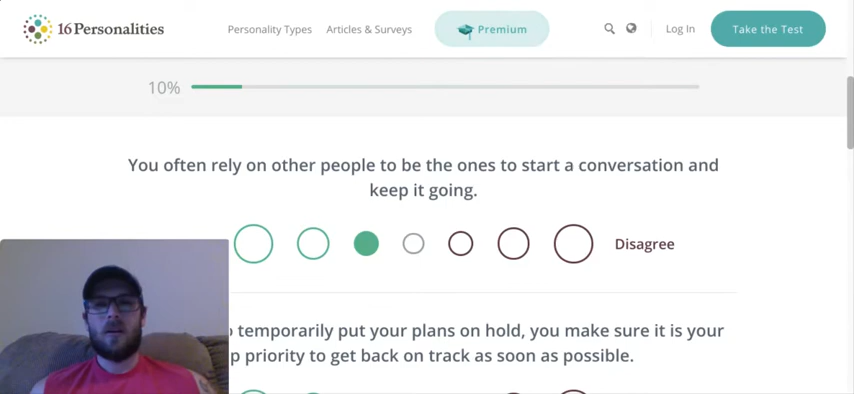 16Personalities
Personality Types Articles & Surveys Premium Log In Take the Test
10%
You often rely on other people to be the ones to start a conversation and
keep it going.
Disagree
temporarily put your plans on hold, you make sure it is your
priority to get back on track as soon as possible.